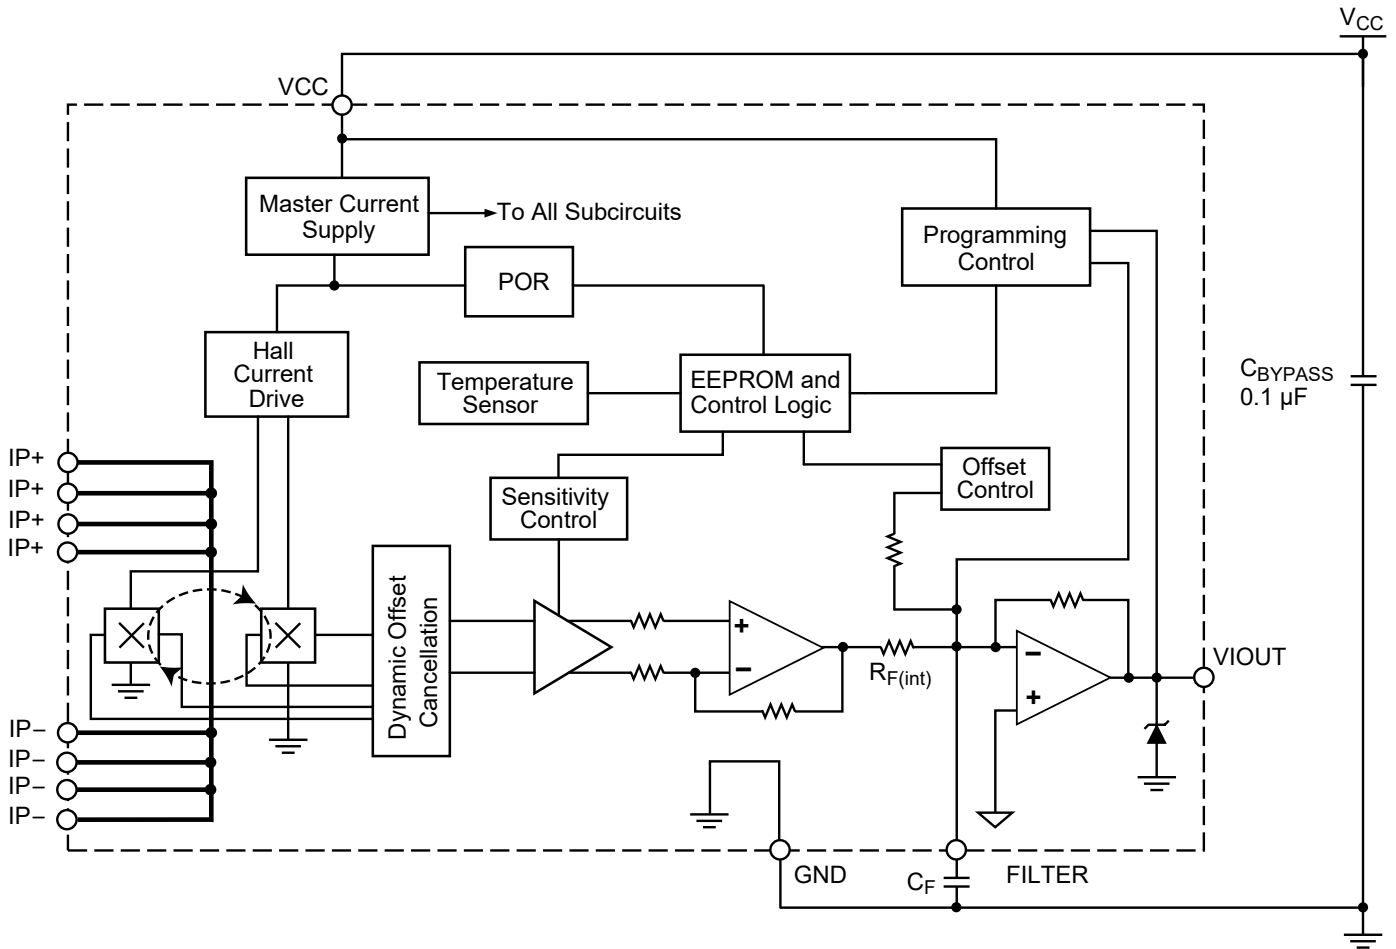 VCC
VCC
Master Current
Supply
To All Subcircuits
Programming
Control
POR
Hall
Current
Drive
Temperature
Sensor
EEPROM and
Control Logic
CBYPASS
0.1 µF
IP+
IP+
IP+
IP+
Sensitivity
Control
Offset
Control
Dynamic Offset
Cancellation
+
−
RF(int)
−
+
VIOUT
IP−
IP−
IP−
IP−
GND
CF
FILTER